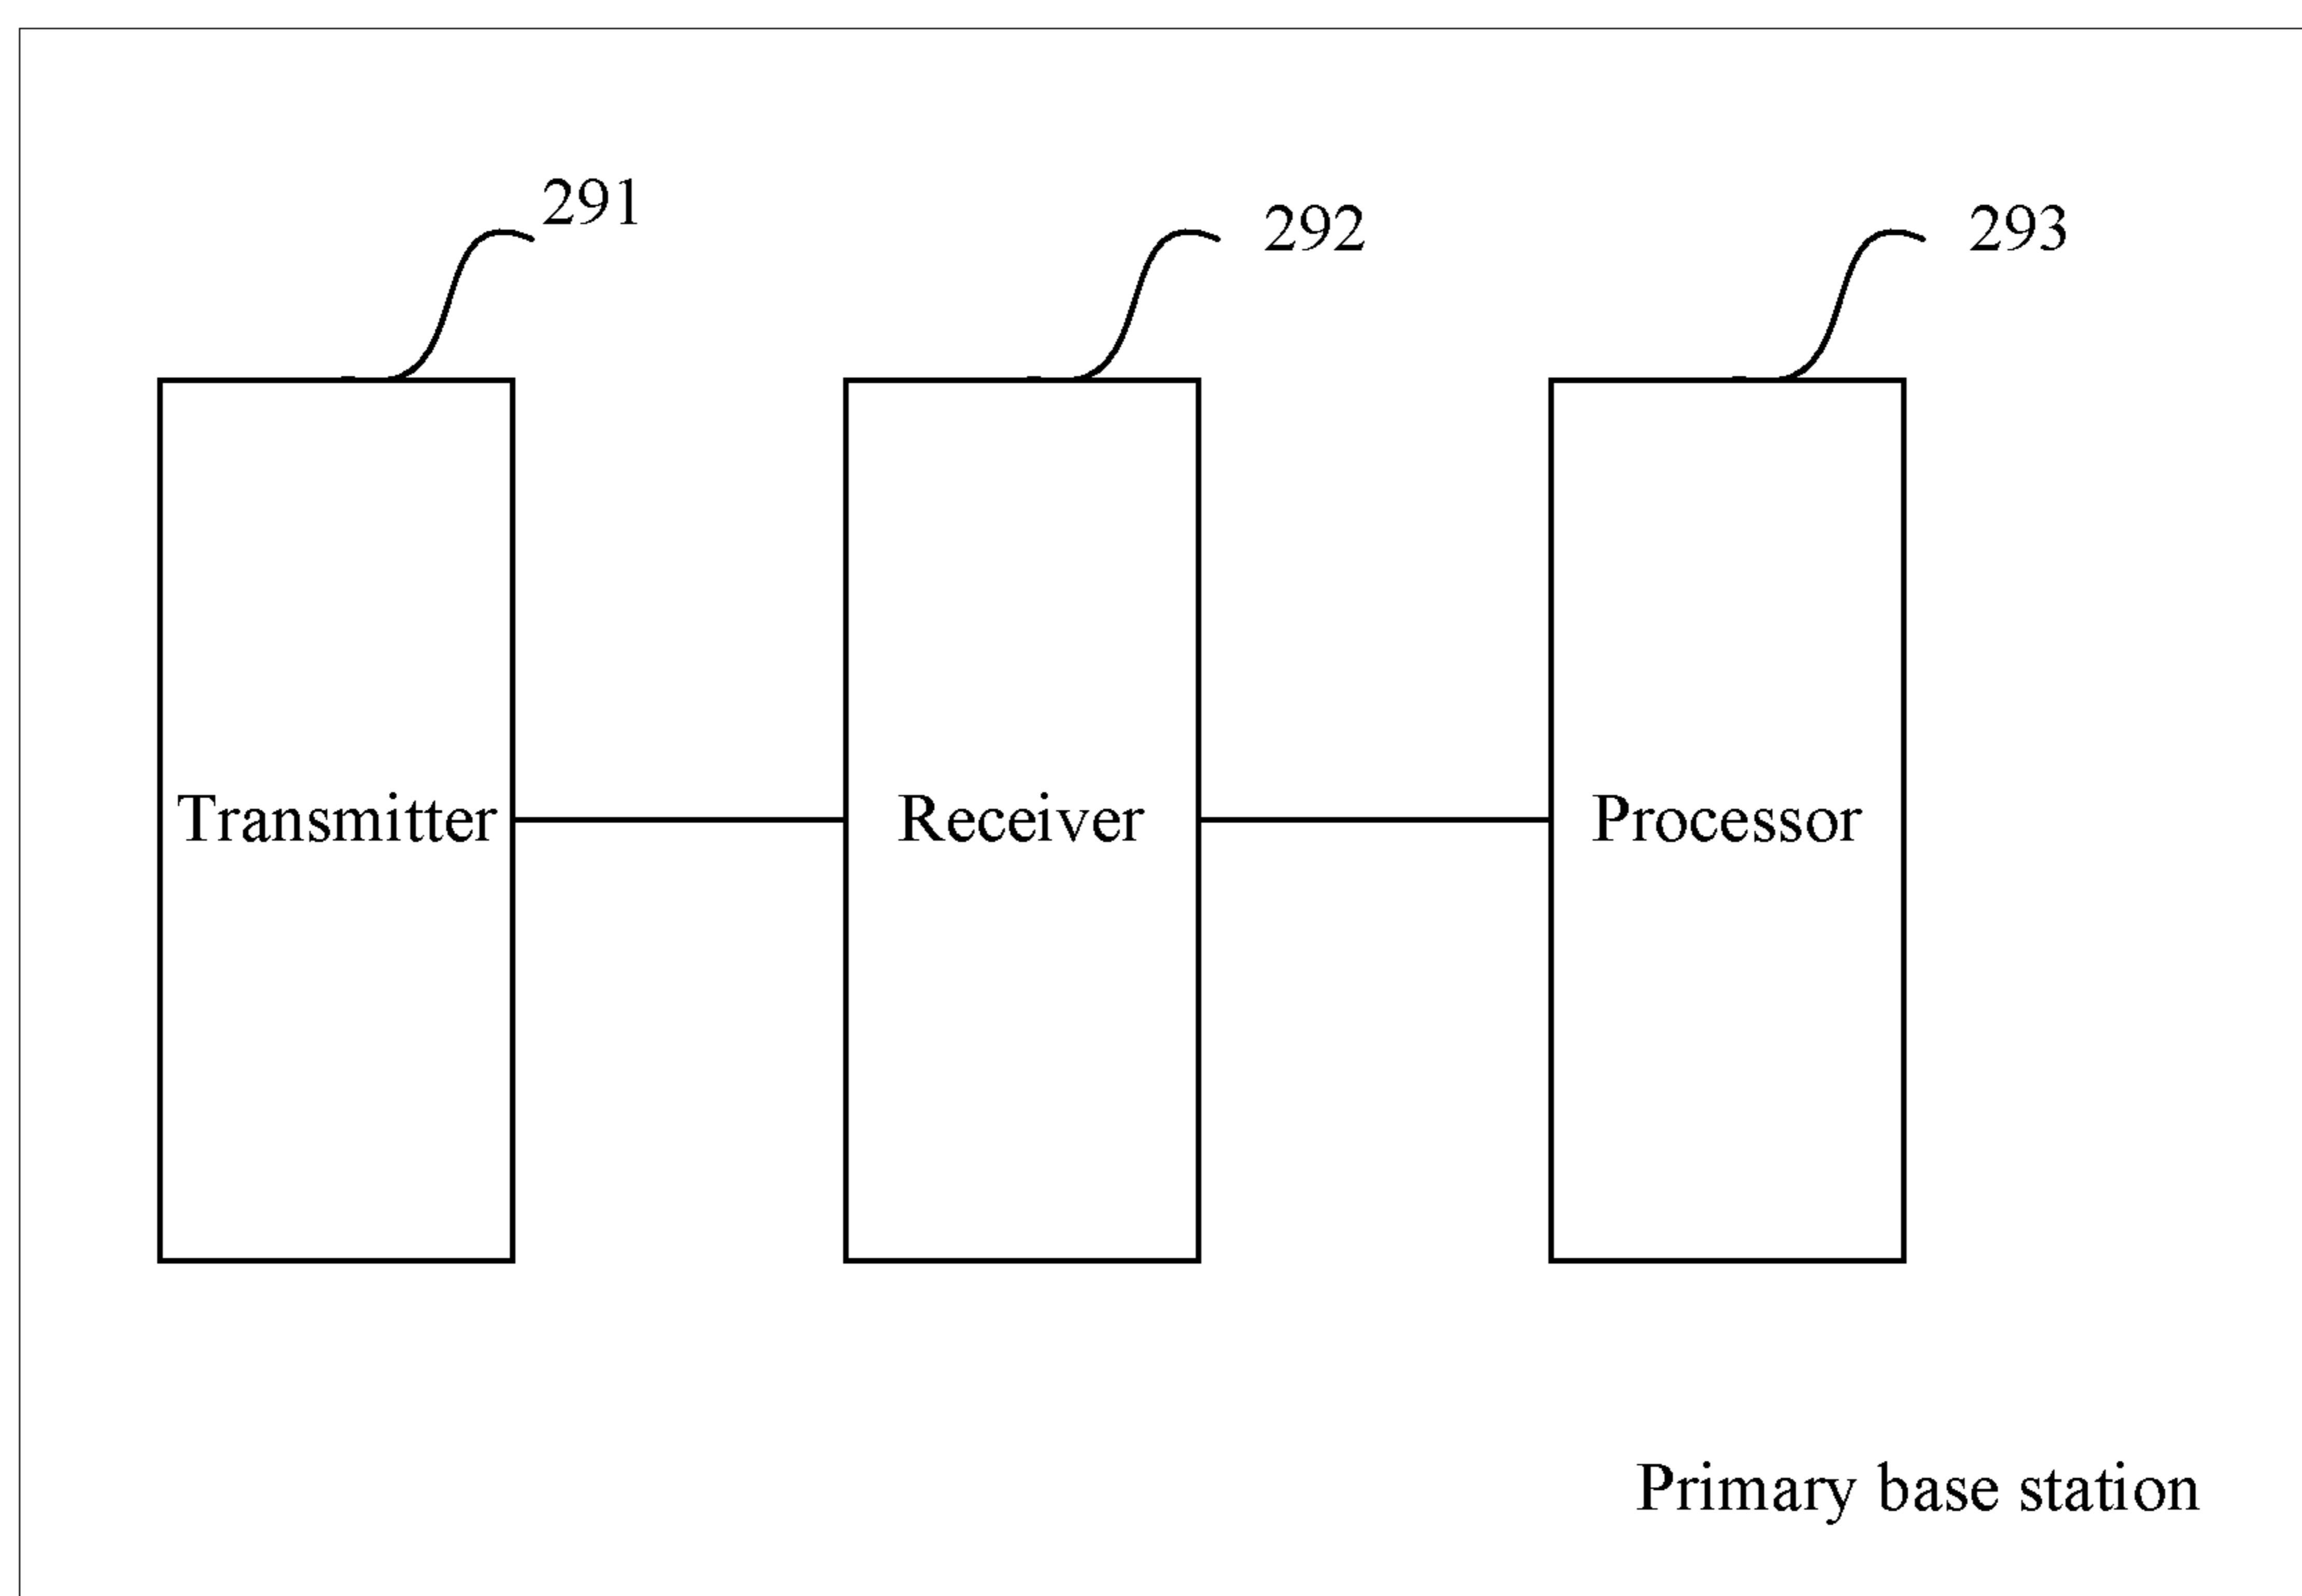 291
292
293
Transmitter
Receiver
Processor
Primary base station